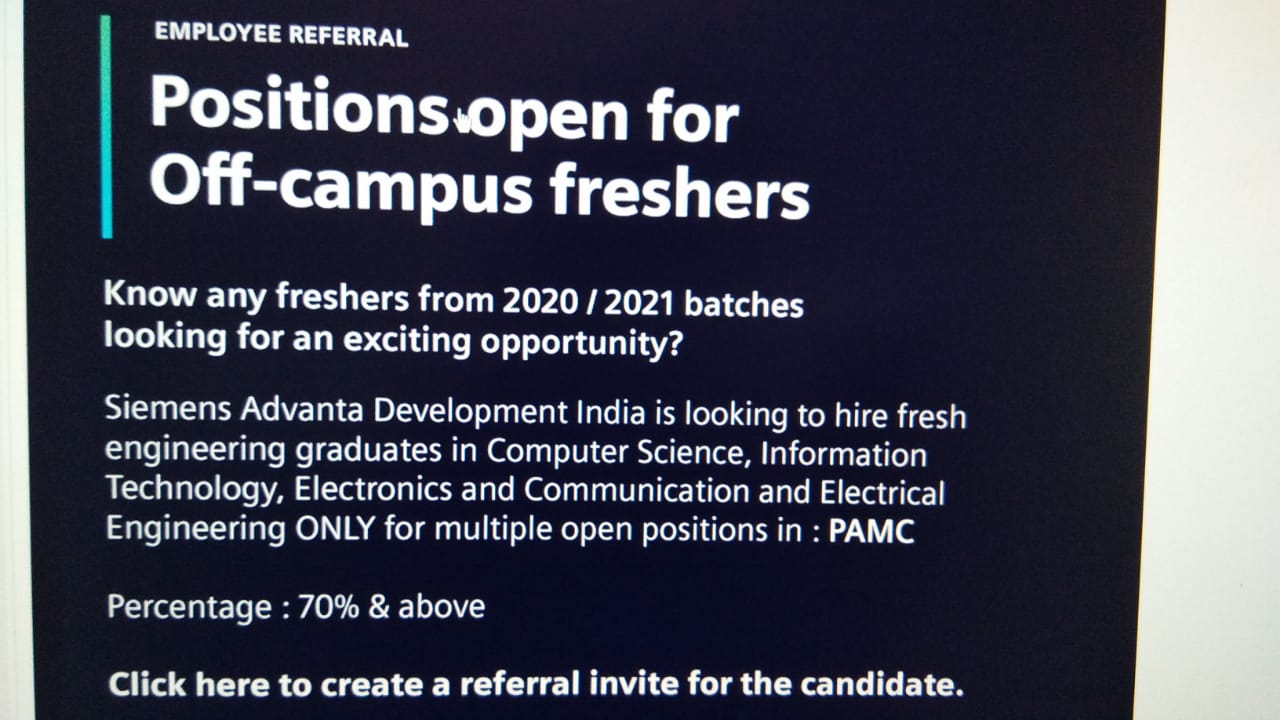 EMPLOYEE REFERRAL
Positions open for
Off-campus freshers
Know any freshers from 2020 / 2021 batches
looking for an exciting opportunity?
Siemens Advanta Development India is looking to hire fresh
engineering graduates in Computer Science, Information
Technology, Electronics and Communication and Electrical
Engineering ONLY for multiple open positions in : PAMC
Percentage : 70% & above
Click here to create a referral invite for the candidate.